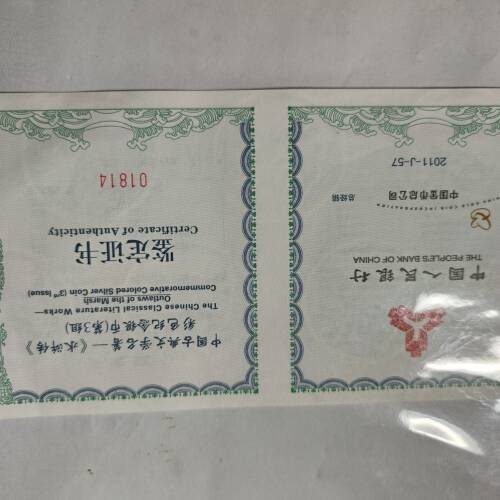 中国古典文学名著——《水浒传》
彩色纪念银币(第3组)
The Chinese Classical Literature Works—
Outlaws of the Marsh
Commemorative Colored Silver Coin (3rd Issue)
鉴定证书
Certificate of Authenticity
01814
中国人民银行
THE PEOPLE'S BANK OF CHINA
中国金币总公司
总经销
2011-J-57